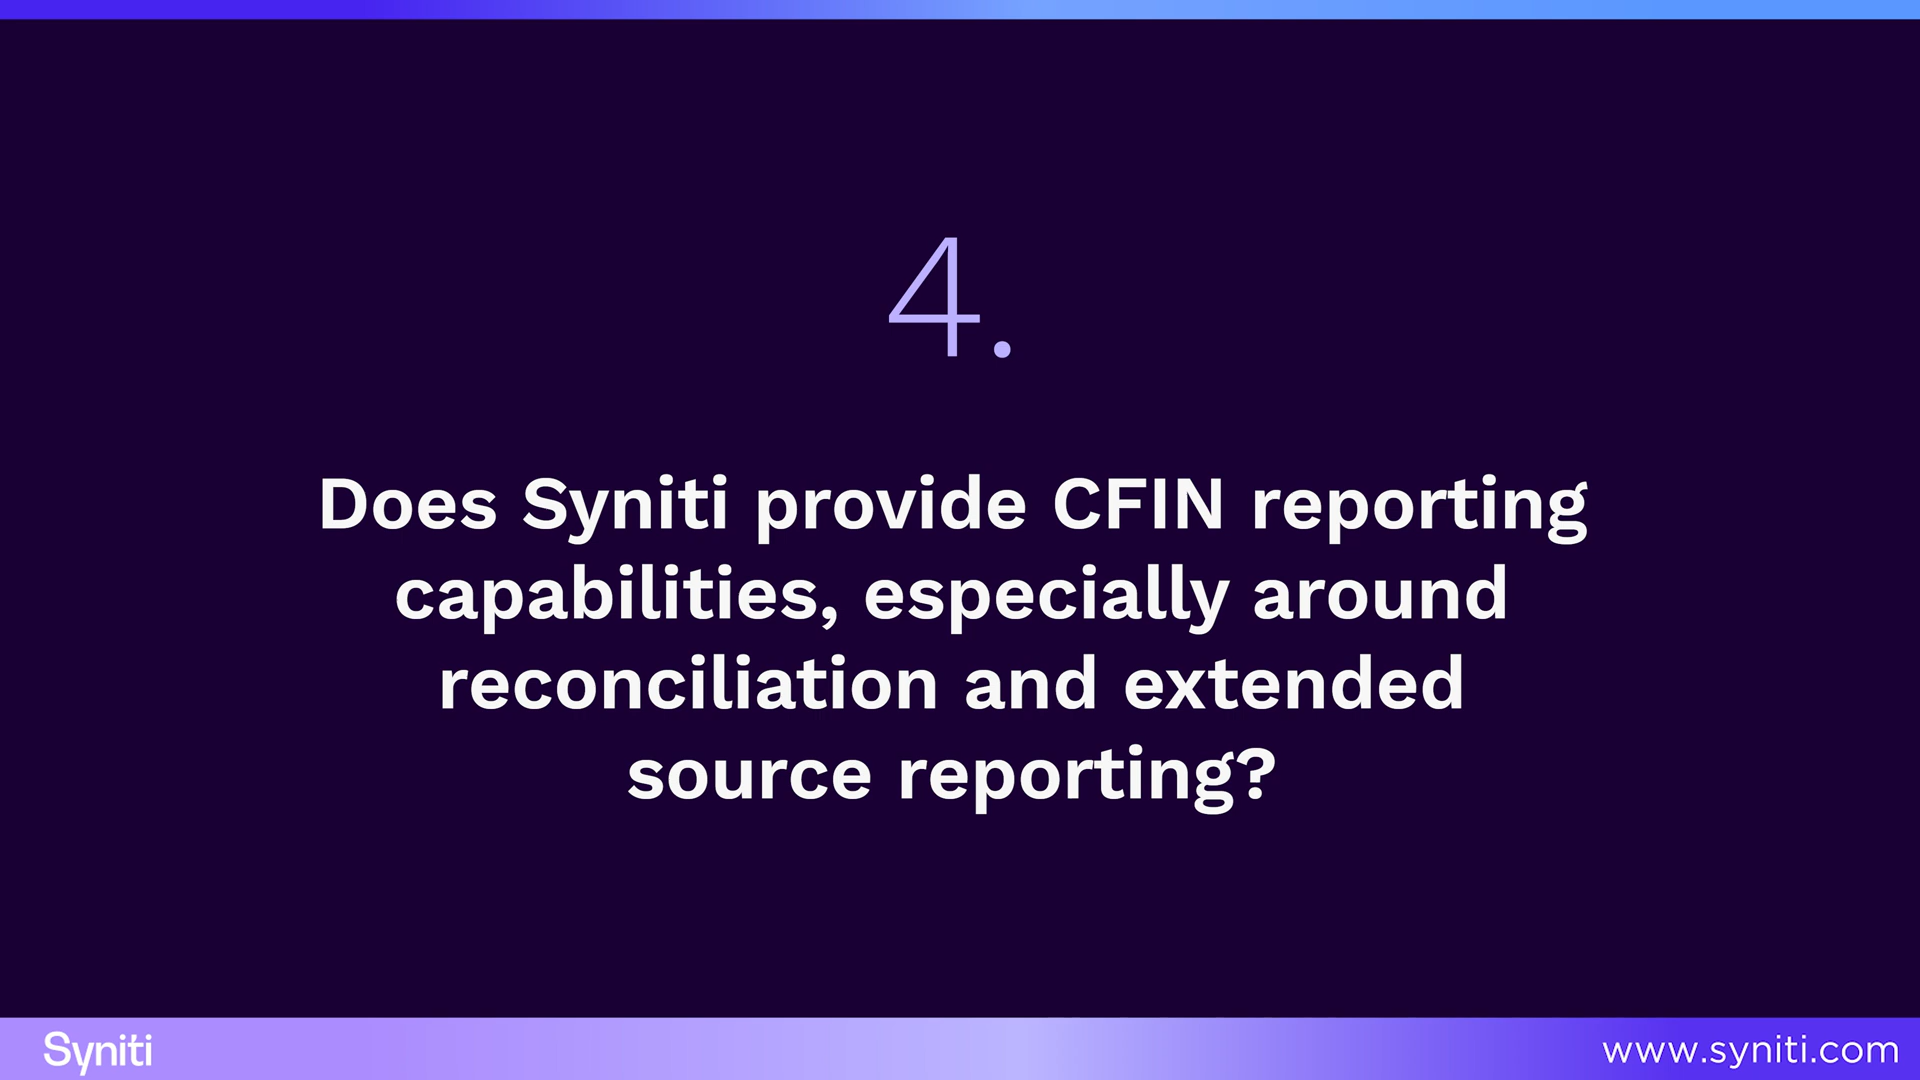 4.
Does Syniti provide CFIN reporting
capabilities, especially around
reconciliation and extended
source reporting?
Syniti
www.syniti.com